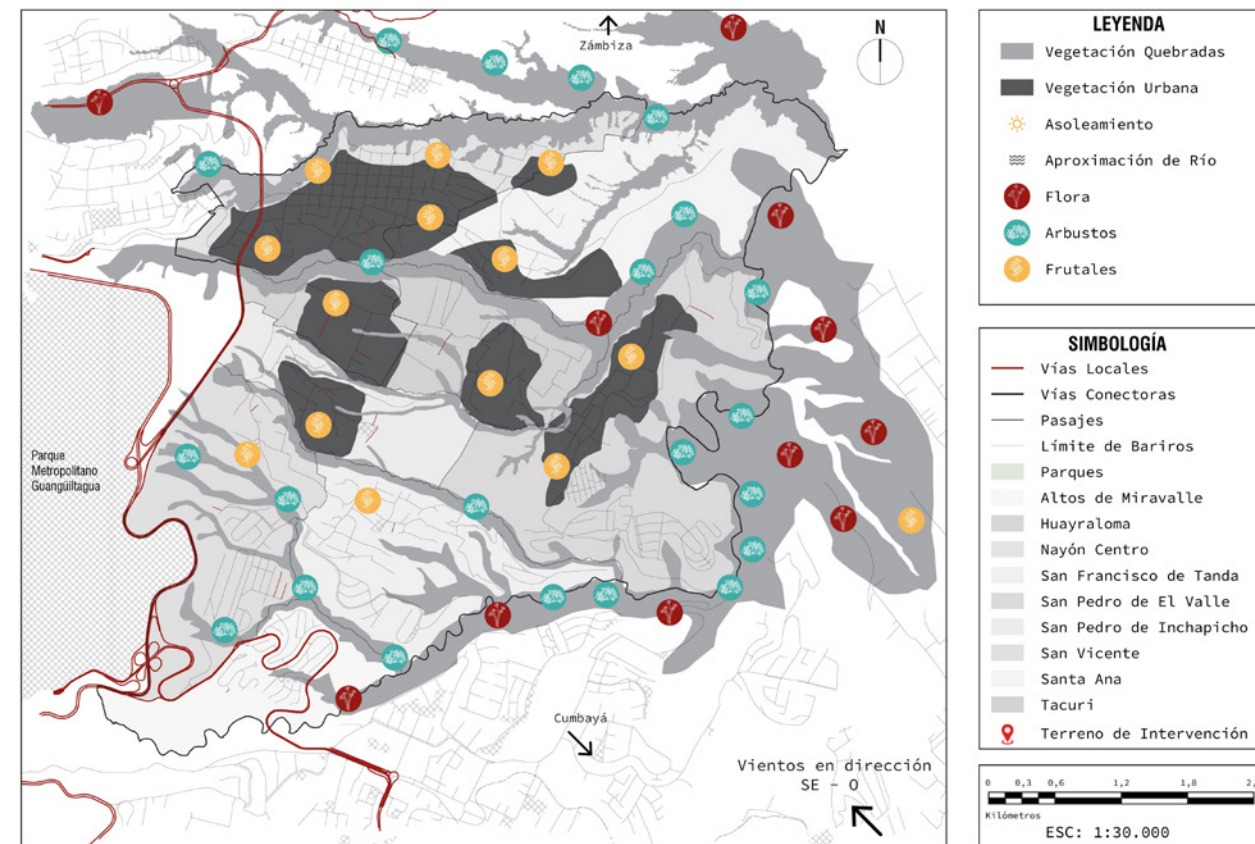 Zámbiza
N
Parque
Metropolitano
Guangüiltagua
Cumbayá
Vientos en dirección
SE - O
LEYENDA
Vegetación Quebradas
Vegetación Urbana
Asoleamiento
Aproximación de Río
Flora
Arbustos
Frutales
SIMBOLOGÍA
Vías Locales
Vías Conectoras
Pasajes
Límite de Bariros
Parques
Altos de Miravalle
Huayraloma
Nayón Centro
San Francisco de Tanda
San Pedro de El Valle
San Pedro de Inchapicho
San Vicente
Santa Ana
Tacuri
Terreno de Intervención
0 0,3 0,6 1,2 1,8
Kilómetros
ESC: 1:30.000